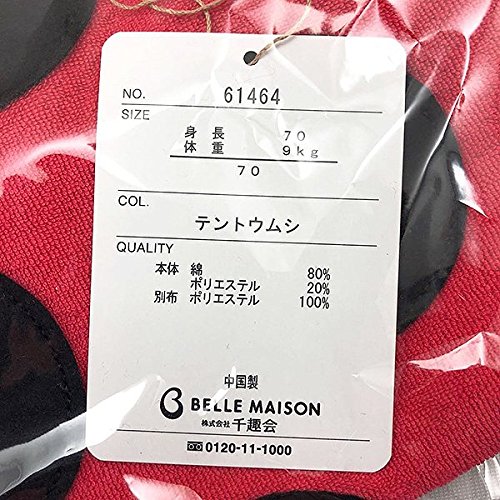 NO. 61464
SIZE
身長 70
体重 9kg
70
COL.
テントウムシ
QUALITY
本体 綿 80%
ポリエステル 20%
別布 ポリエステル 100%
中国製
BELLE MAISON
株式会社千趣会
0120-11-1000